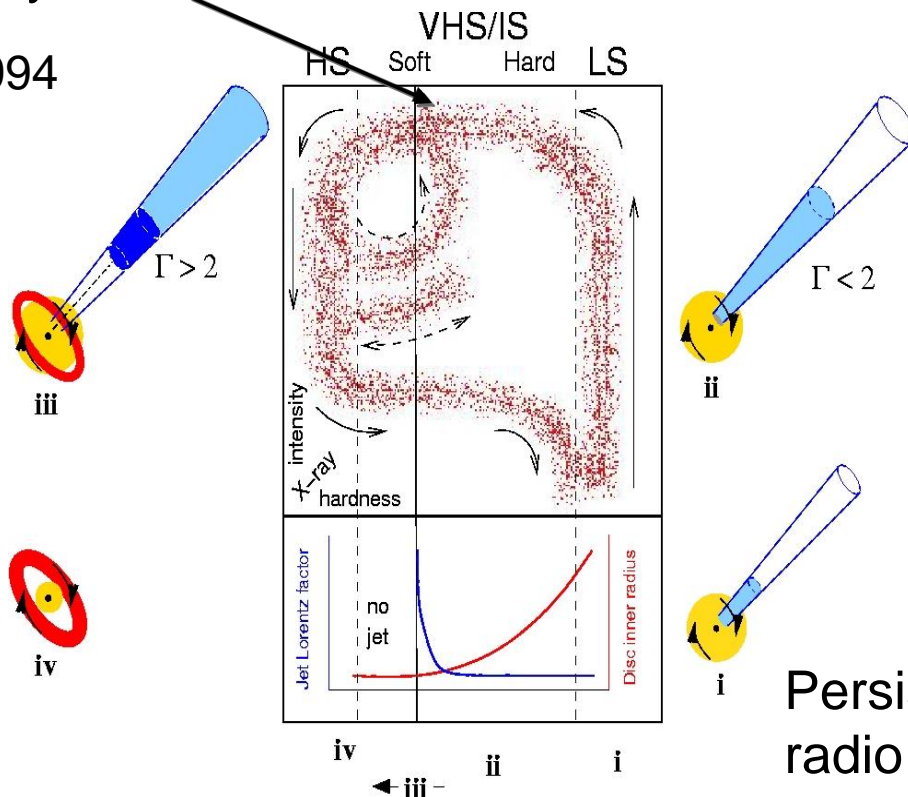 VHS/IS
HS Soft Hard LS
094
Γ > 2
Γ < 2
iii
ii
intensity
X-ray
hardness
Jet Lorentz factor
no
jet
Disc inner radius
iv
i
Persi
radio
iv ii i
iii